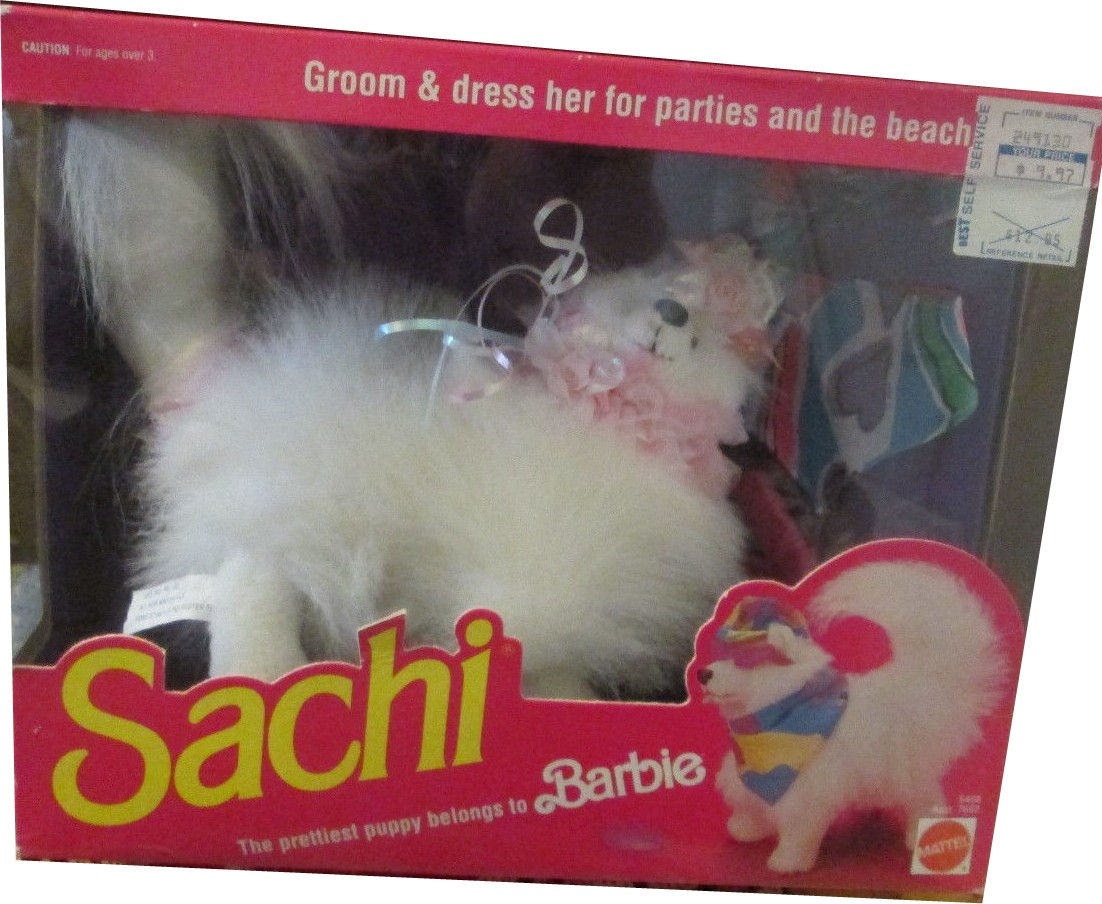 CAUTION: For ages over 3.
Groom & dress her for parties and the beach
BEST SELF SERVICE
ITEM NUMBER
249130
YOUR PRICE
$ 9.97
$12.85
REFERENCE RETAIL
Sachi®
The prettiest puppy belongs to Barbie
MATTEL